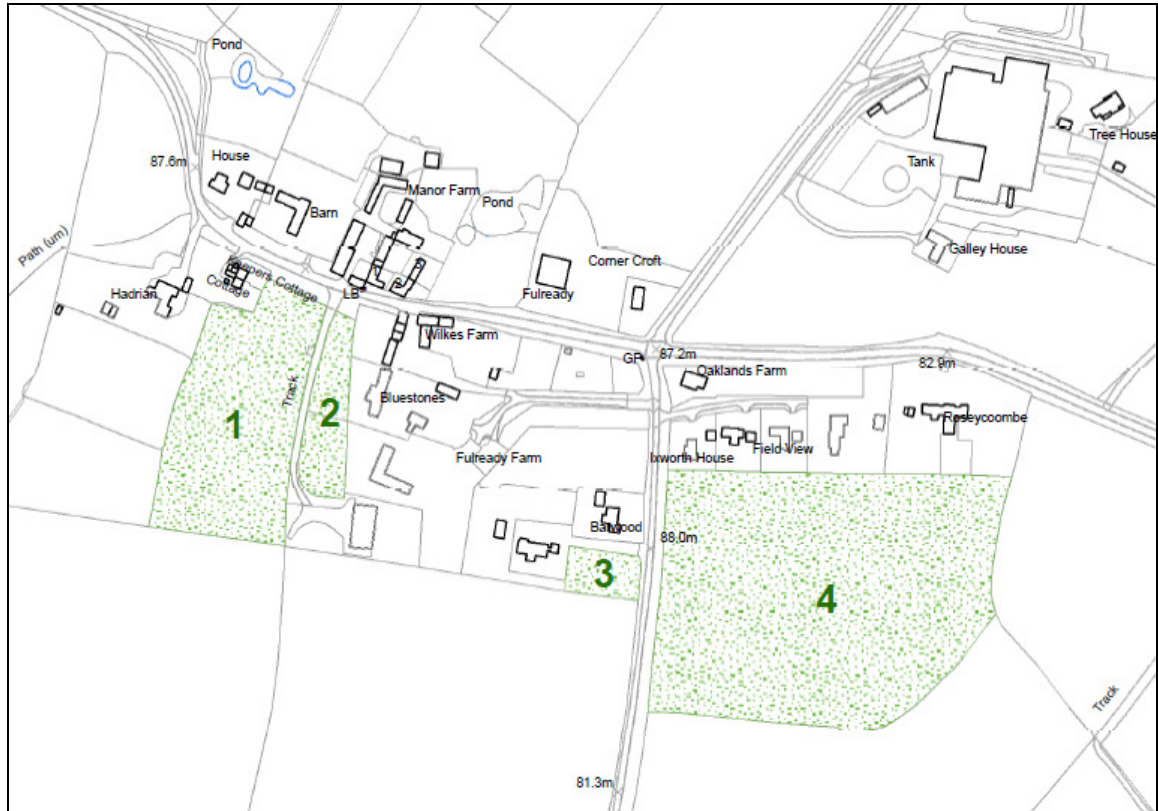 Pond
Tree House
87.6m
House
Tank
Manor Farm
Barn
Pond
Path (um)
Galley House
Corner Croft
Keepers Cottage
Cottage
Hadrian
LB
Fulready
Wilkes Farm
GP
87.2m
82.9m
Oaklands Farm
Track
Bluestones
1
2
Roseycoombe
Fulready Farm
Ixworth House
Field View
Batgood
88.0m
3
4
Track
81.3m